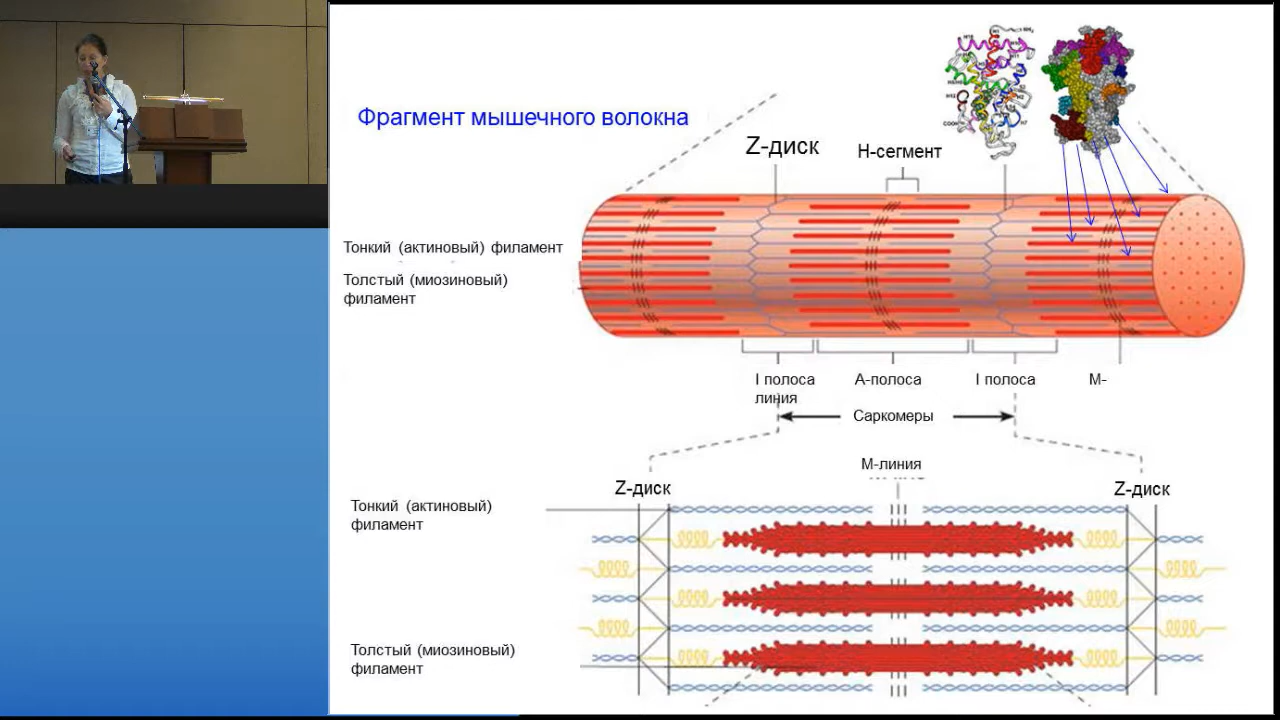 Фрагмент мышечного волокна
Z-диск
H-сегмент
Тонкий (актиновый) филамент
Толстый (миозиновый)
филамент
I полоса
линия
A-полоса
I полоса
M-
Саркомеры
M-линия
Z-диск
Z-диск
Тонкий (актиновый)
филамент
Толстый (миозиновый)
филамент